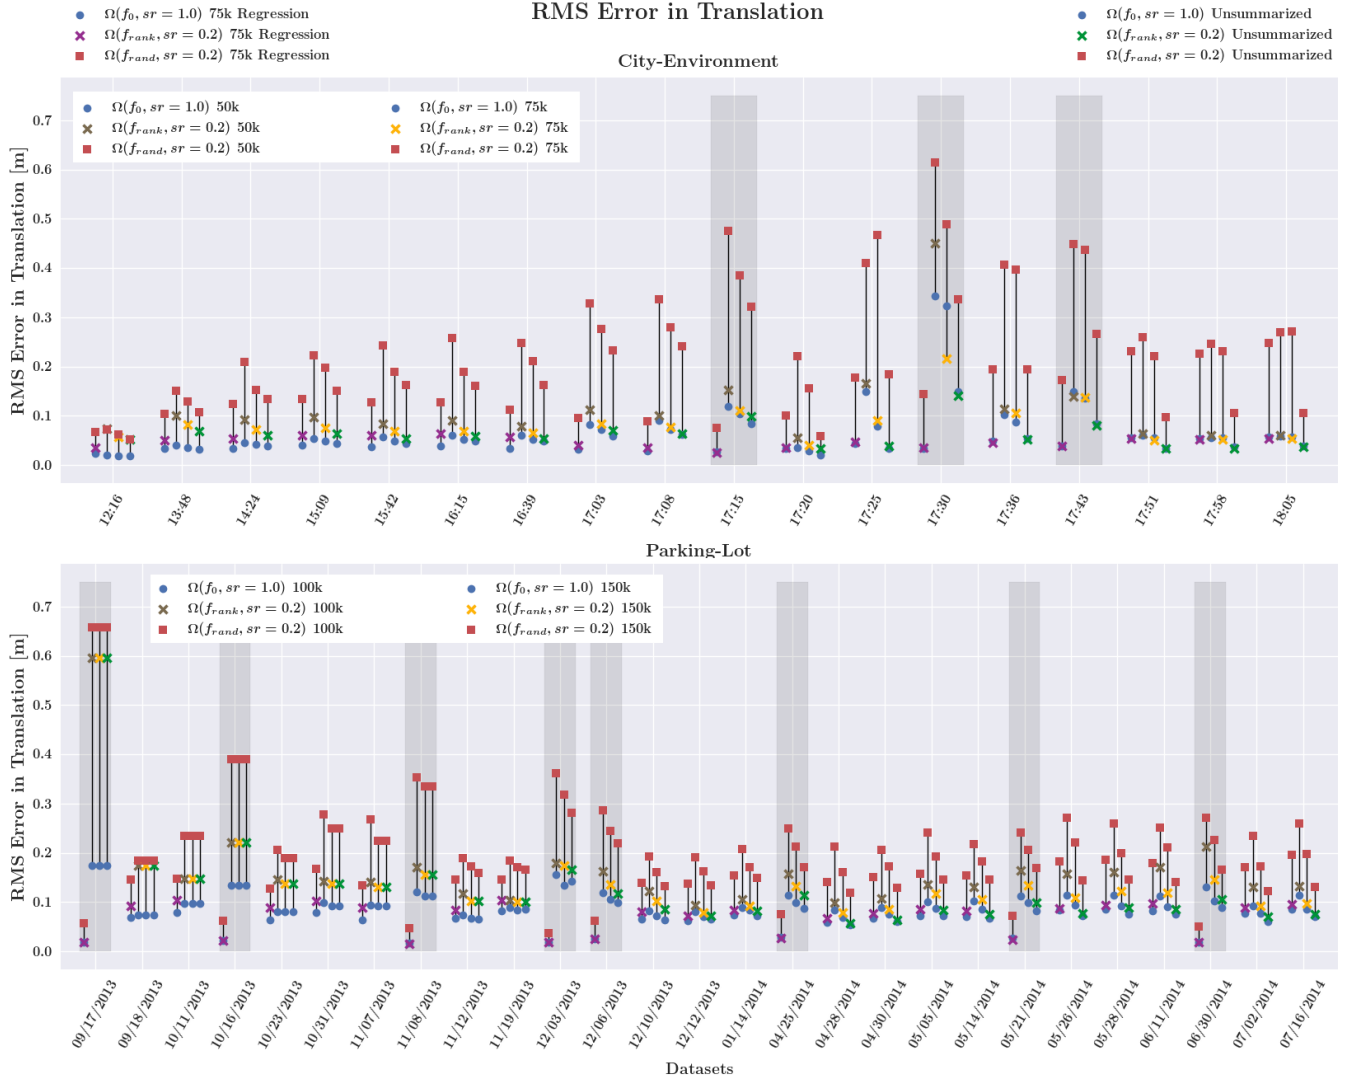 RMS Error in Translation
Ω(f₀, sr = 1.0) 75k Regression
Ω(f_rank, sr = 0.2) 75k Regression
Ω(f_rand, sr = 0.2) 75k Regression
Ω(f₀, sr = 1.0) Unsummarized
Ω(f_rank, sr = 0.2) Unsummarized
Ω(f_rand, sr = 0.2) Unsummarized
City-Environment
Ω(f₀, sr = 1.0) 50k
Ω(f_rank, sr = 0.2) 50k
Ω(f_rand, sr = 0.2) 50k
Ω(f₀, sr = 1.0) 75k
Ω(f_rank, sr = 0.2) 75k
Ω(f_rand, sr = 0.2) 75k
RMS Error in Translation [m]
0.7
0.6
0.5
0.4
0.3
0.2
0.1
0.0
12:16
13:48
14:24
15:09
15:42
16:15
16:39
17:03
17:08
17:15
17:20
17:25
17:30
17:36
17:43
17:51
17:58
18:05
Parking-Lot
Ω(f₀, sr = 1.0) 100k
Ω(f_rank, sr = 0.2) 100k
Ω(f_rand, sr = 0.2) 100k
Ω(f₀, sr = 1.0) 150k
Ω(f_rank, sr = 0.2) 150k
Ω(f_rand, sr = 0.2) 150k
RMS Error in Translation [m]
0.7
0.6
0.5
0.4
0.3
0.2
0.1
0.0
09/17/2013
09/18/2013
10/11/2013
10/16/2013
10/23/2013
10/31/2013
11/07/2013
11/08/2013
11/12/2013
11/19/2013
12/03/2013
12/06/2013
12/10/2013
12/12/2013
01/14/2014
04/25/2014
04/28/2014
04/30/2014
05/05/2014
05/14/2014
05/21/2014
05/26/2014
05/28/2014
06/11/2014
06/30/2014
07/02/2014
07/16/2014
Datasets